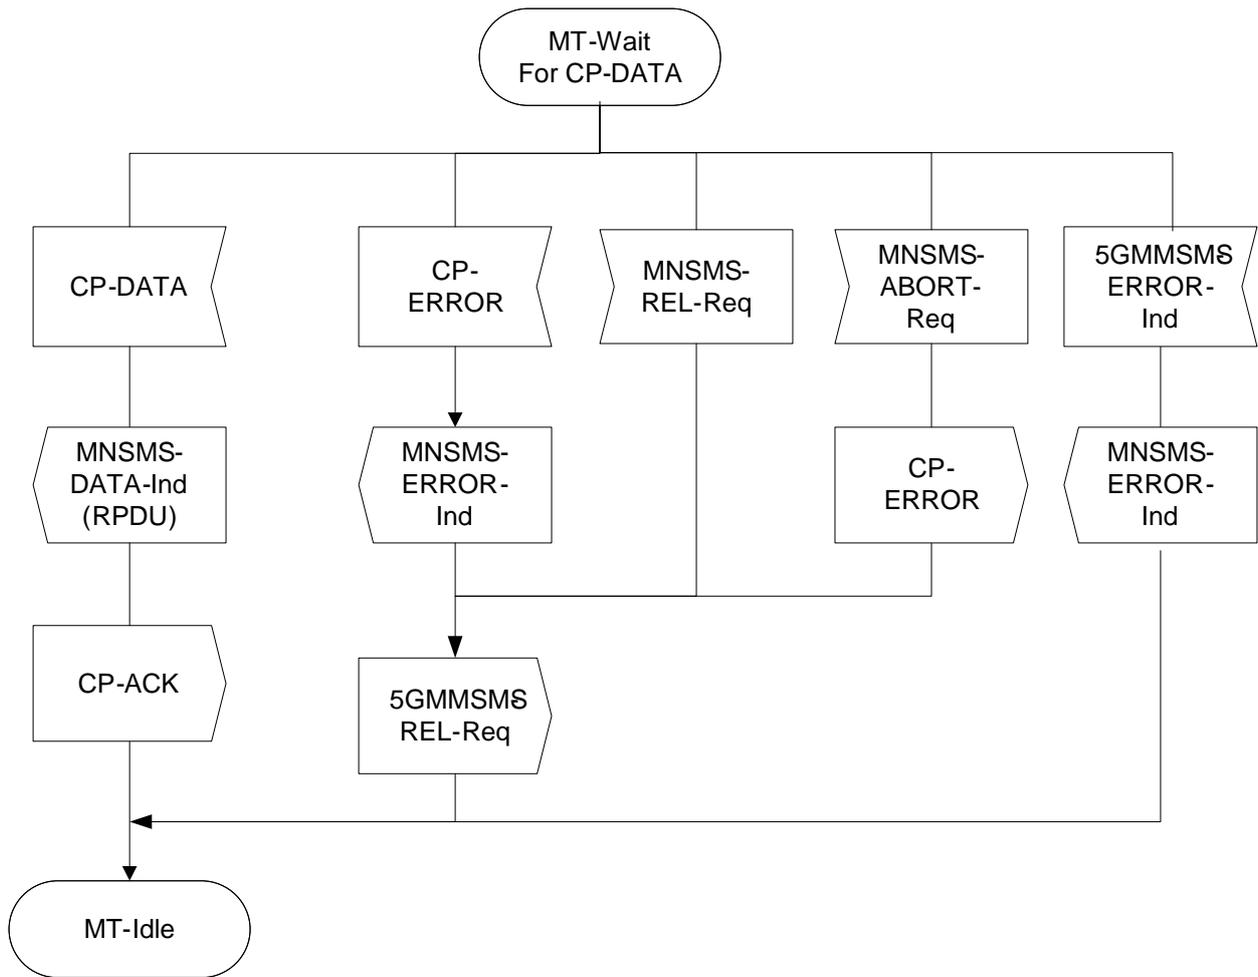 MT-Wait
For CP-DATA
CP-DATA
CP-
ERROR
MNSMS-
REL-Req
MNSMS-
ABORT-
Req
5GMMSMS-
ERROR-
Ind
MNSMS-
DATA-Ind
(RPDU)
MNSMS-
ERROR-
Ind
CP-
ERROR
MNSMS-
ERROR-
Ind
CP-ACK
5GMMSMS-
REL-Req
MT-Idle